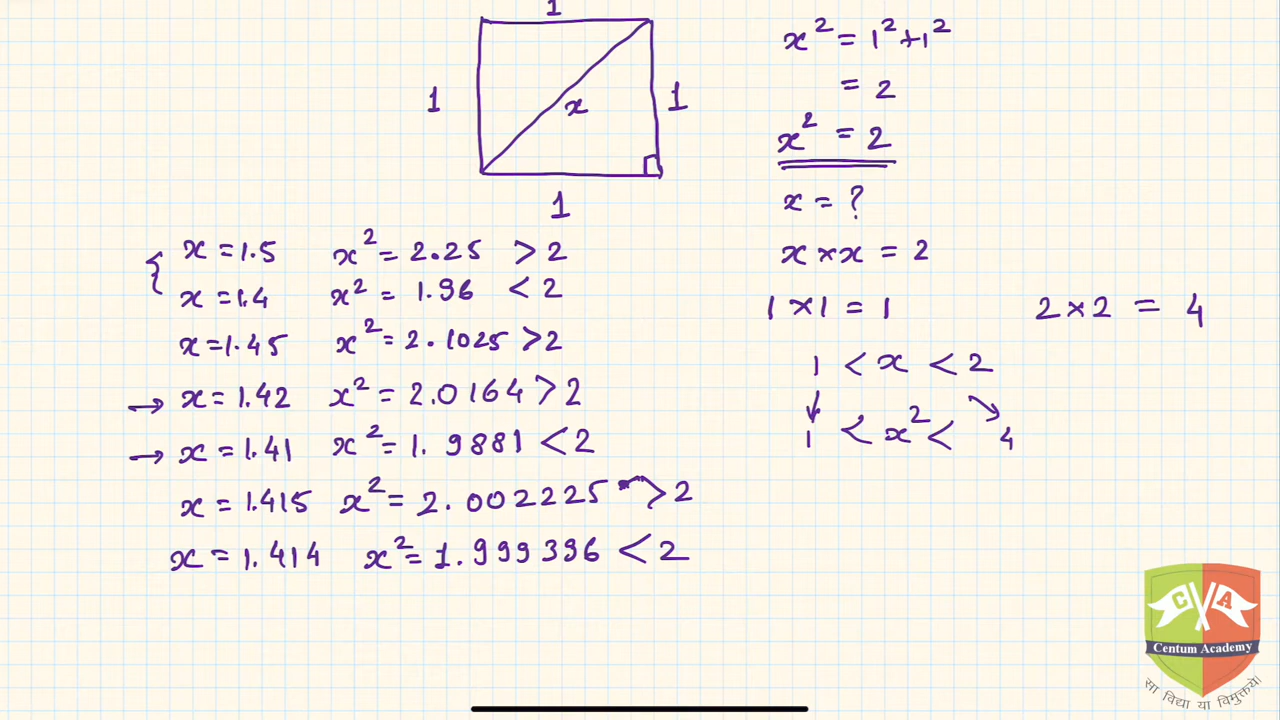 1
1
x
1
1
x² = 1² + 1²
= 2
x² = 2
x = ?
x × x = 2
1 × 1 = 1 2 × 2 = 4
1 < x < 2
1 < x² < 4
x = 1.5 x² = 2.25 > 2
x = 1.4 x² = 1.96 < 2
x = 1.45 x² = 2.1025 > 2
→ x = 1.42 x² = 2.0164 > 2
→ x = 1.41 x² = 1.9881 < 2
x = 1.415 x² = 2.002225 > 2
x = 1.414 x² = 1.999396 < 2
C A
Centum Academy
सा विद्या या विमुक्तये